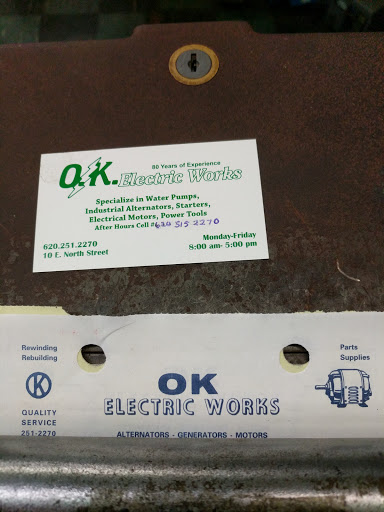 80 Years of Experience
O.K. Electric Works
Specialize in Water Pumps,
Industrial Alternators, Starters,
Electrical Motors, Power Tools
After Hours Cell # 620 515 2270
620.251.2270
10 E. North Street
Monday-Friday
8:00 am- 5:00 pm
Rewinding
Rebuilding
K
QUALITY
SERVICE
251-2270
OK
ELECTRIC WORKS
ALTERNATORS - GENERATORS - MOTORS
Parts
Supplies